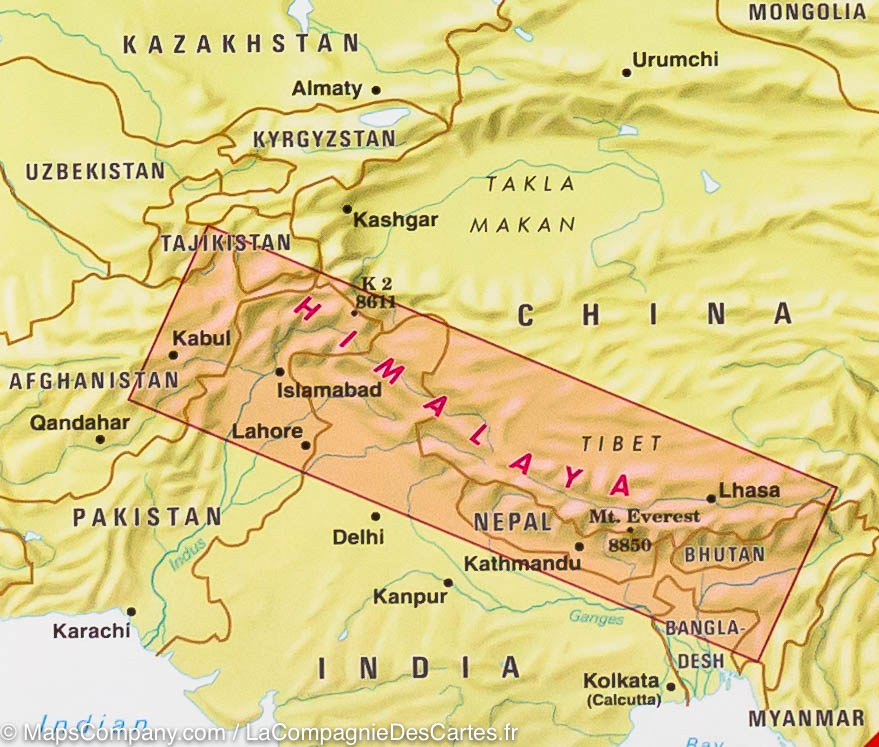 MONGOLIA
KAZAKHSTAN
Urumchi
Almaty
KYRGYZSTAN
UZBEKISTAN
TAKLA
MAKAN
Kashgar
TAJIKISTAN
K 2
8611
HIMALAYA
CHINA
Kabul
AFGHANISTAN
Islamabad
Qandahar
Lahore
TIBET
Lhasa
PAKISTAN
NEPAL
Mt. Everest
8850
Delhi
Indus
Kathmandu
BHUTAN
Kanpur
Ganges
Karachi
BANGLA-
DESH
INDIA
Kolkata
(Calcutta)
MYANMAR
Indian
Bay
© MapsCompany.com / LaCompagnieDesCartes.fr